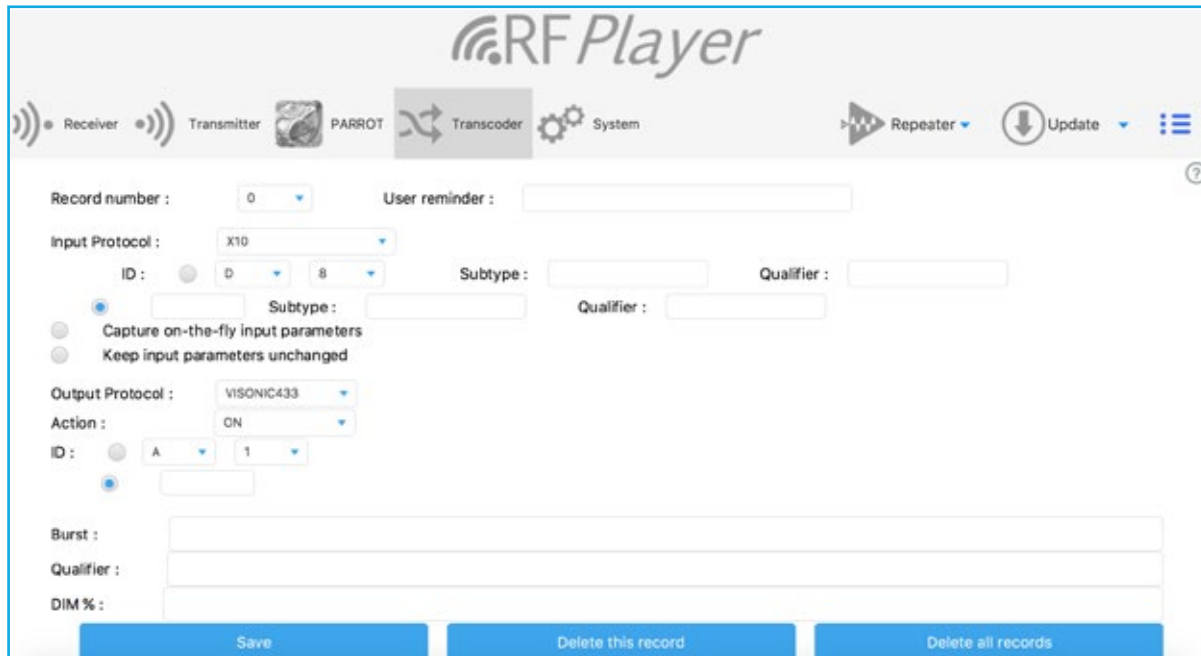 RFPlayer
Receiver Transmitter PARROT Transcoder System Repeater Update
?
Record number : 0 User reminder :
Input Protocol : X10
ID : D 8 Subtype : Qualifier :
Subtype : Qualifier :
Capture on-the-fly input parameters
Keep input parameters unchanged
Output Protocol : VISONIC433
Action : ON
ID : A 1
Burst :
Qualifier :
DIM % :
Save Delete this record Delete all records